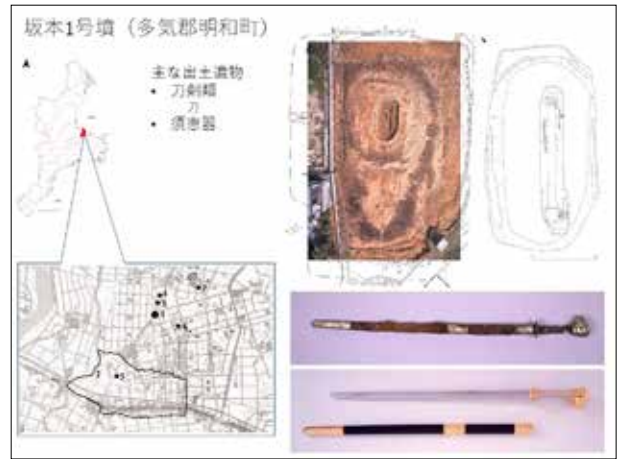 坂本1号墳（多気郡明和町）
主な出土遺物
• 刀剣類
刀
• 須恵器